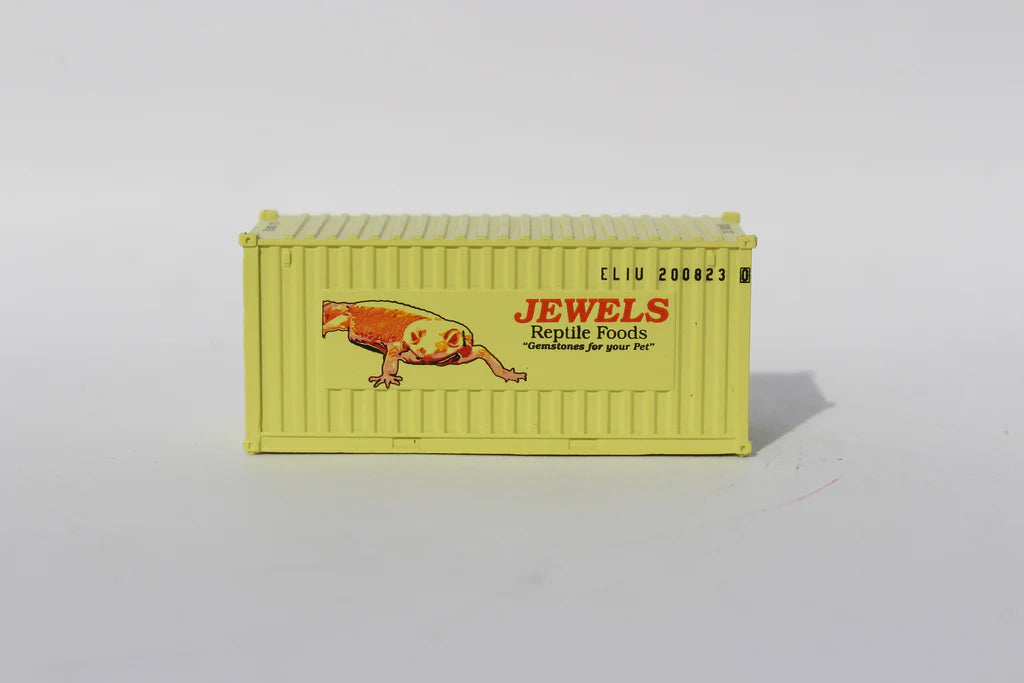 ELIU 200823 0
JEWELS
Reptile Foods
"Gemstones for your Pet"